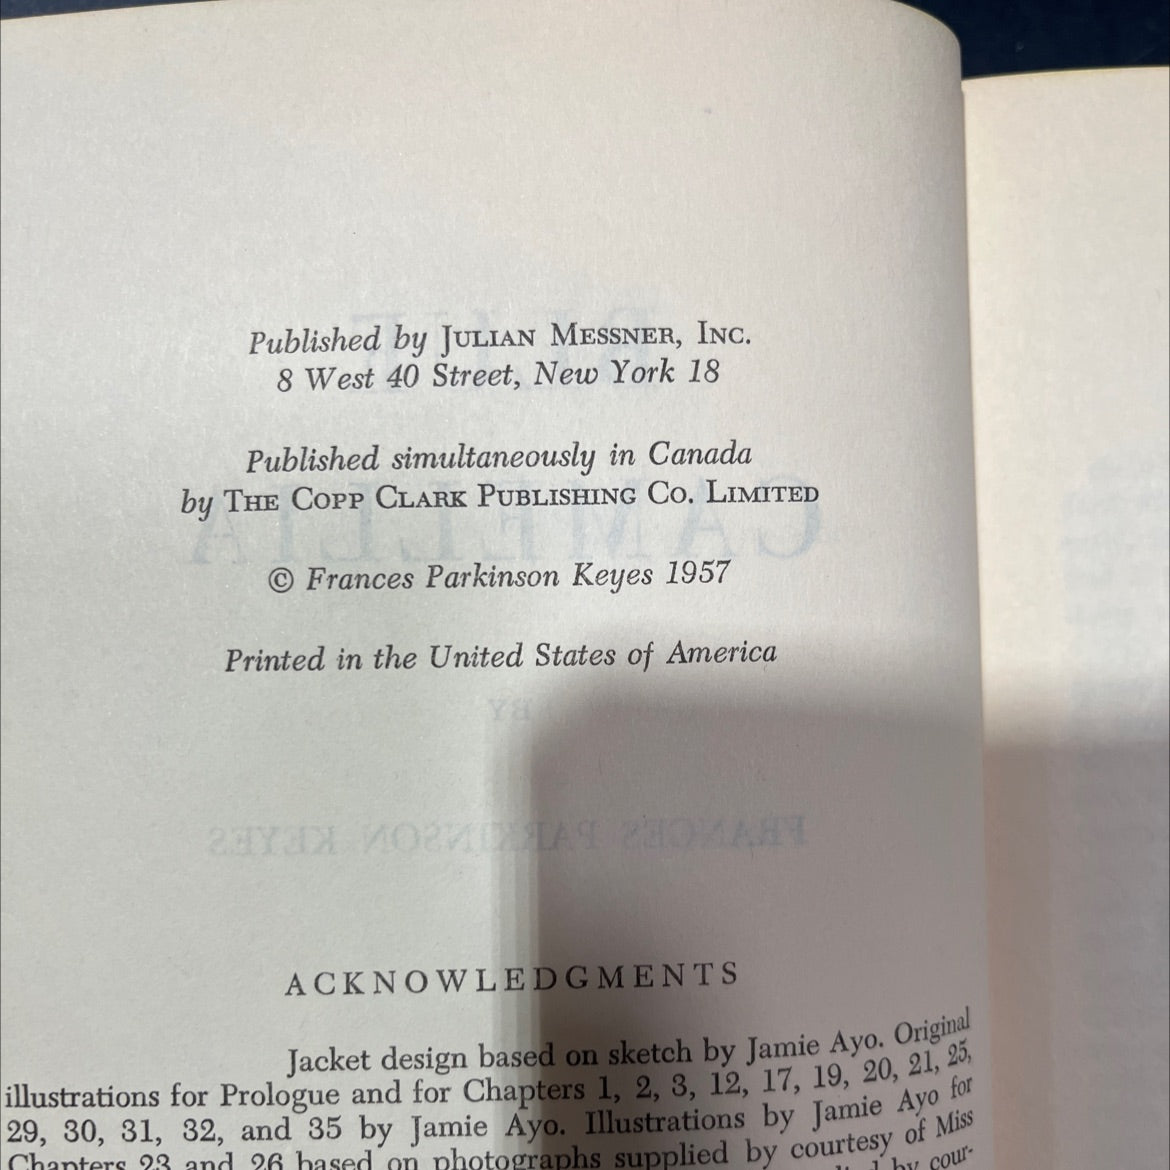 Published by JULIAN MESSNER, INC.
8 West 40 Street, New York 18
Published simultaneously in Canada
by THE COPP CLARK PUBLISHING CO. LIMITED
© Frances Parkinson Keyes 1957
Printed in the United States of America
ACKNOWLEDGMENTS
Jacket design based on sketch by Jamie Ayo. Original
illustrations for Prologue and for Chapters 1, 2, 3, 12, 17, 19, 20, 21, 25,
29, 30, 31, 32, and 35 by Jamie Ayo. Illustrations by Jamie Ayo for
Chapters 23 and 26 based on photographs supplied by courtesy of Miss
by cour-